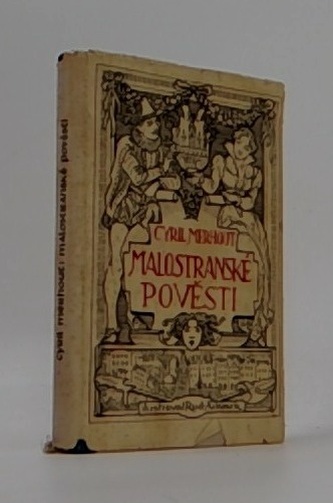 CYRIL MERHOUT
MALOSTRANSKÉ
POVĚSTI
cyril merhout: malostranské pověsti